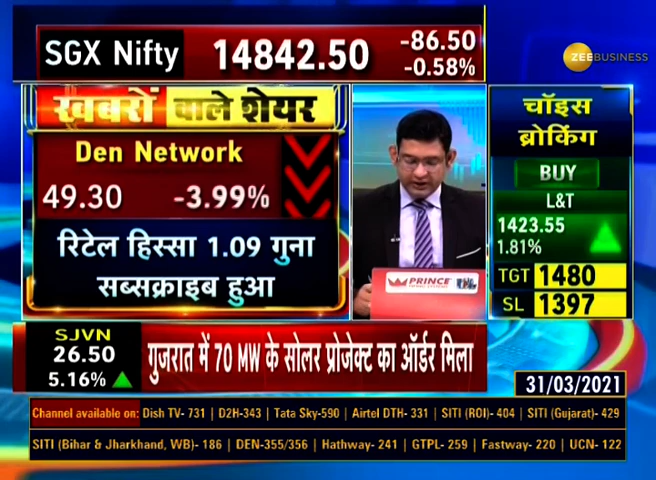 SGX Nifty 14842.50 -86.50
-0.58%
ZEEBUSINESS
खबरों वाले शेयर
Den Network
49.30 -3.99%
रिटेल हिस्सा 1.09 गुना
सब्सक्राइब हुआ
PRINCE
चॉइस
ब्रोकिंग
BUY
L&T
1423.55
1.81%
TGT 1480
SL 1397
SJVN
26.50
5.16%
गुजरात में 70 MW के सोलर प्रोजेक्ट का ऑर्डर मिला
31/03/2021
Channel available on: Dish TV- 731 | D2H-343 | Tata Sky-590 | Airtel DTH- 331 | SITI (ROI)- 404 | SITI (Gujarat)- 429
SITI (Bihar & Jharkhand, WB)- 186 | DEN-355/356 | Hathway- 241 | GTPL- 259 | Fastway- 220 | UCN- 122